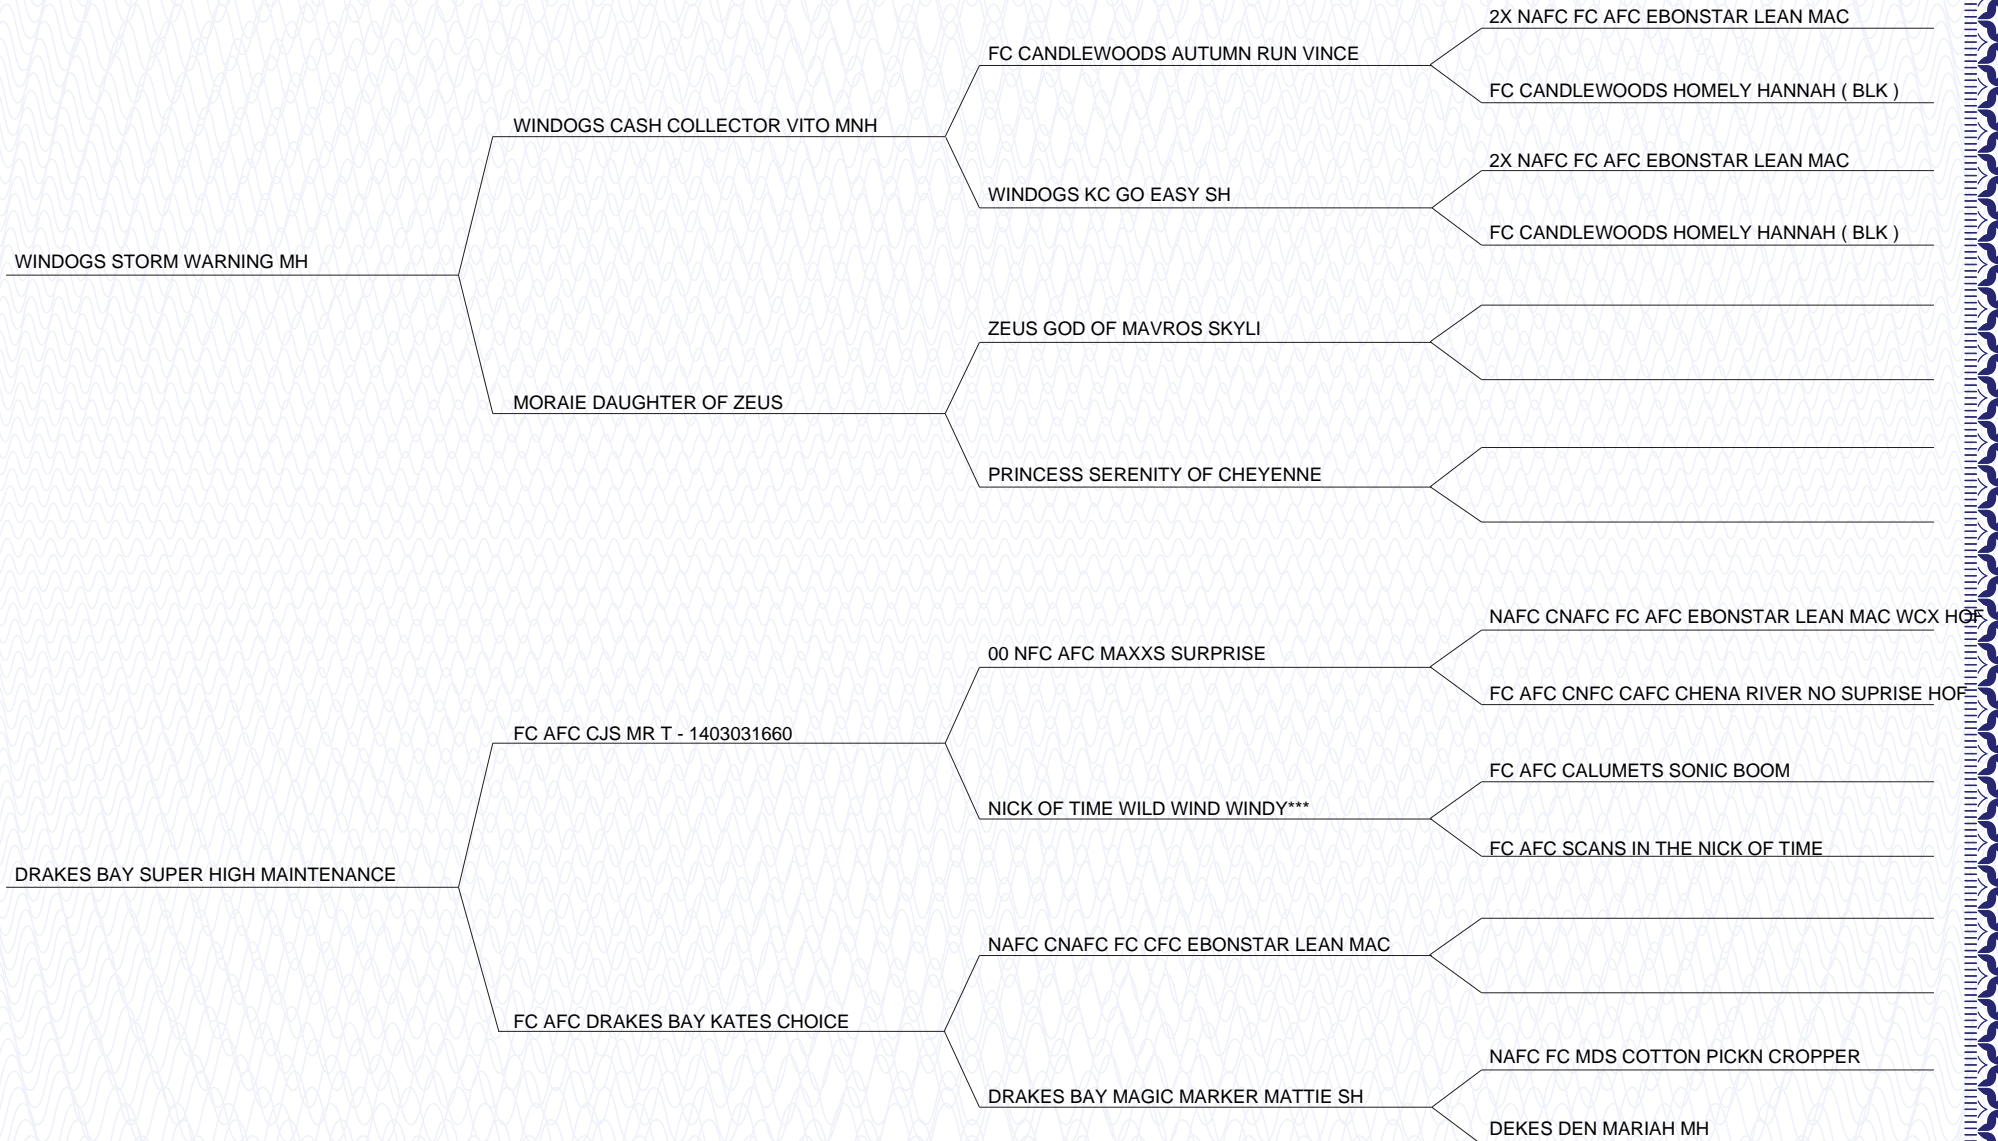 2X NAFC FC AFC EBONSTAR LEAN MAC
FC CANDLEWOODS AUTUMN RUN VINCE
FC CANDLEWOODS HOMELY HANNAH ( BLK )
WINDOGS CASH COLLECTOR VITO MNH
2X NAFC FC AFC EBONSTAR LEAN MAC
WINDOGS KC GO EASY SH
FC CANDLEWOODS HOMELY HANNAH ( BLK )
WINDOGS STORM WARNING MH
ZEUS GOD OF MAVROS SKYLI
MORAIE DAUGHTER OF ZEUS
PRINCESS SERENITY OF CHEYENNE
NAFC CNAFC FC AFC EBONSTAR LEAN MAC WCX HOF
00 NFC AFC MAXXS SURPRISE
FC AFC CNFC CAFC CHENA RIVER NO SUPRISE HOF
FC AFC CJS MR T - 1403031660
FC AFC CALUMETS SONIC BOOM
NICK OF TIME WILD WIND WINDY***
FC AFC SCANS IN THE NICK OF TIME
DRAKES BAY SUPER HIGH MAINTENANCE
NAFC CNAFC FC CFC EBONSTAR LEAN MAC
FC AFC DRAKES BAY KATES CHOICE
NAFC FC MDS COTTON PICKN CROPPER
DRAKES BAY MAGIC MARKER MATTIE SH
DEKES DEN MARIAH MH